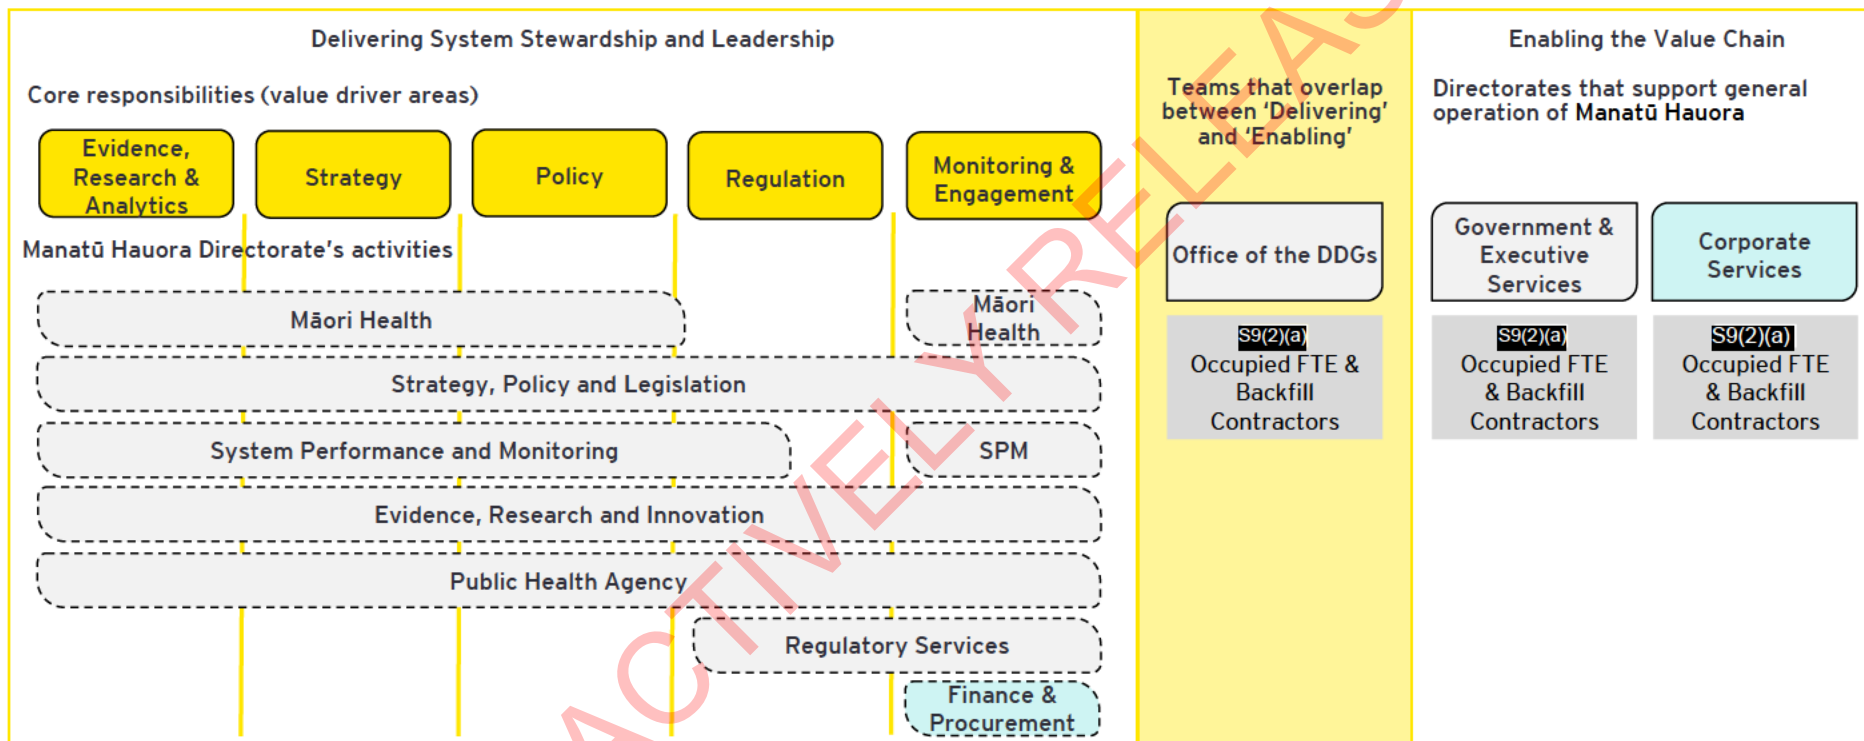 Delivering System Stewardship and Leadership
Core responsibilities (value driver areas)
Evidence,
Research &
Analytics
Strategy
Policy
Regulation
Monitoring &
Engagement
Manatū Hauora Directorate's activities
Māori Health
Māori
Health
Strategy, Policy and Legislation
System Performance and Monitoring
SPM
Evidence, Research and Innovation
Public Health Agency
Regulatory Services
Finance &
Procurement
Teams that overlap
between ‘Delivering’
and ‘Enabling’
Office of the DDGs
S9(2)(a)
Occupied FTE &
Backfill
Contractors
Enabling the Value Chain
Directorates that support general
operation of Manatū Hauora
Government &
Executive
Services
Corporate
Services
S9(2)(a)
Occupied FTE
& Backfill
Contractors
S9(2)(a)
Occupied FTE
& Backfill
Contractors
ACTIVELY RELEAS